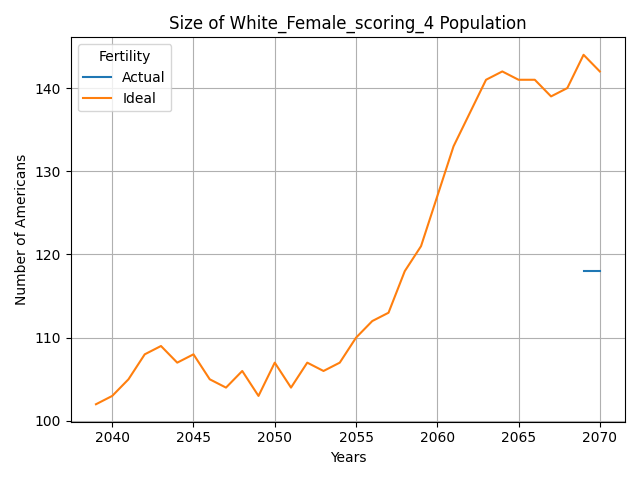 Size of White_Female_scoring_4 Population
Fertility
Actual
Ideal
Number of Americans
140
130
120
110
100
2040
2045
2050
2055
2060
2065
2070
Years